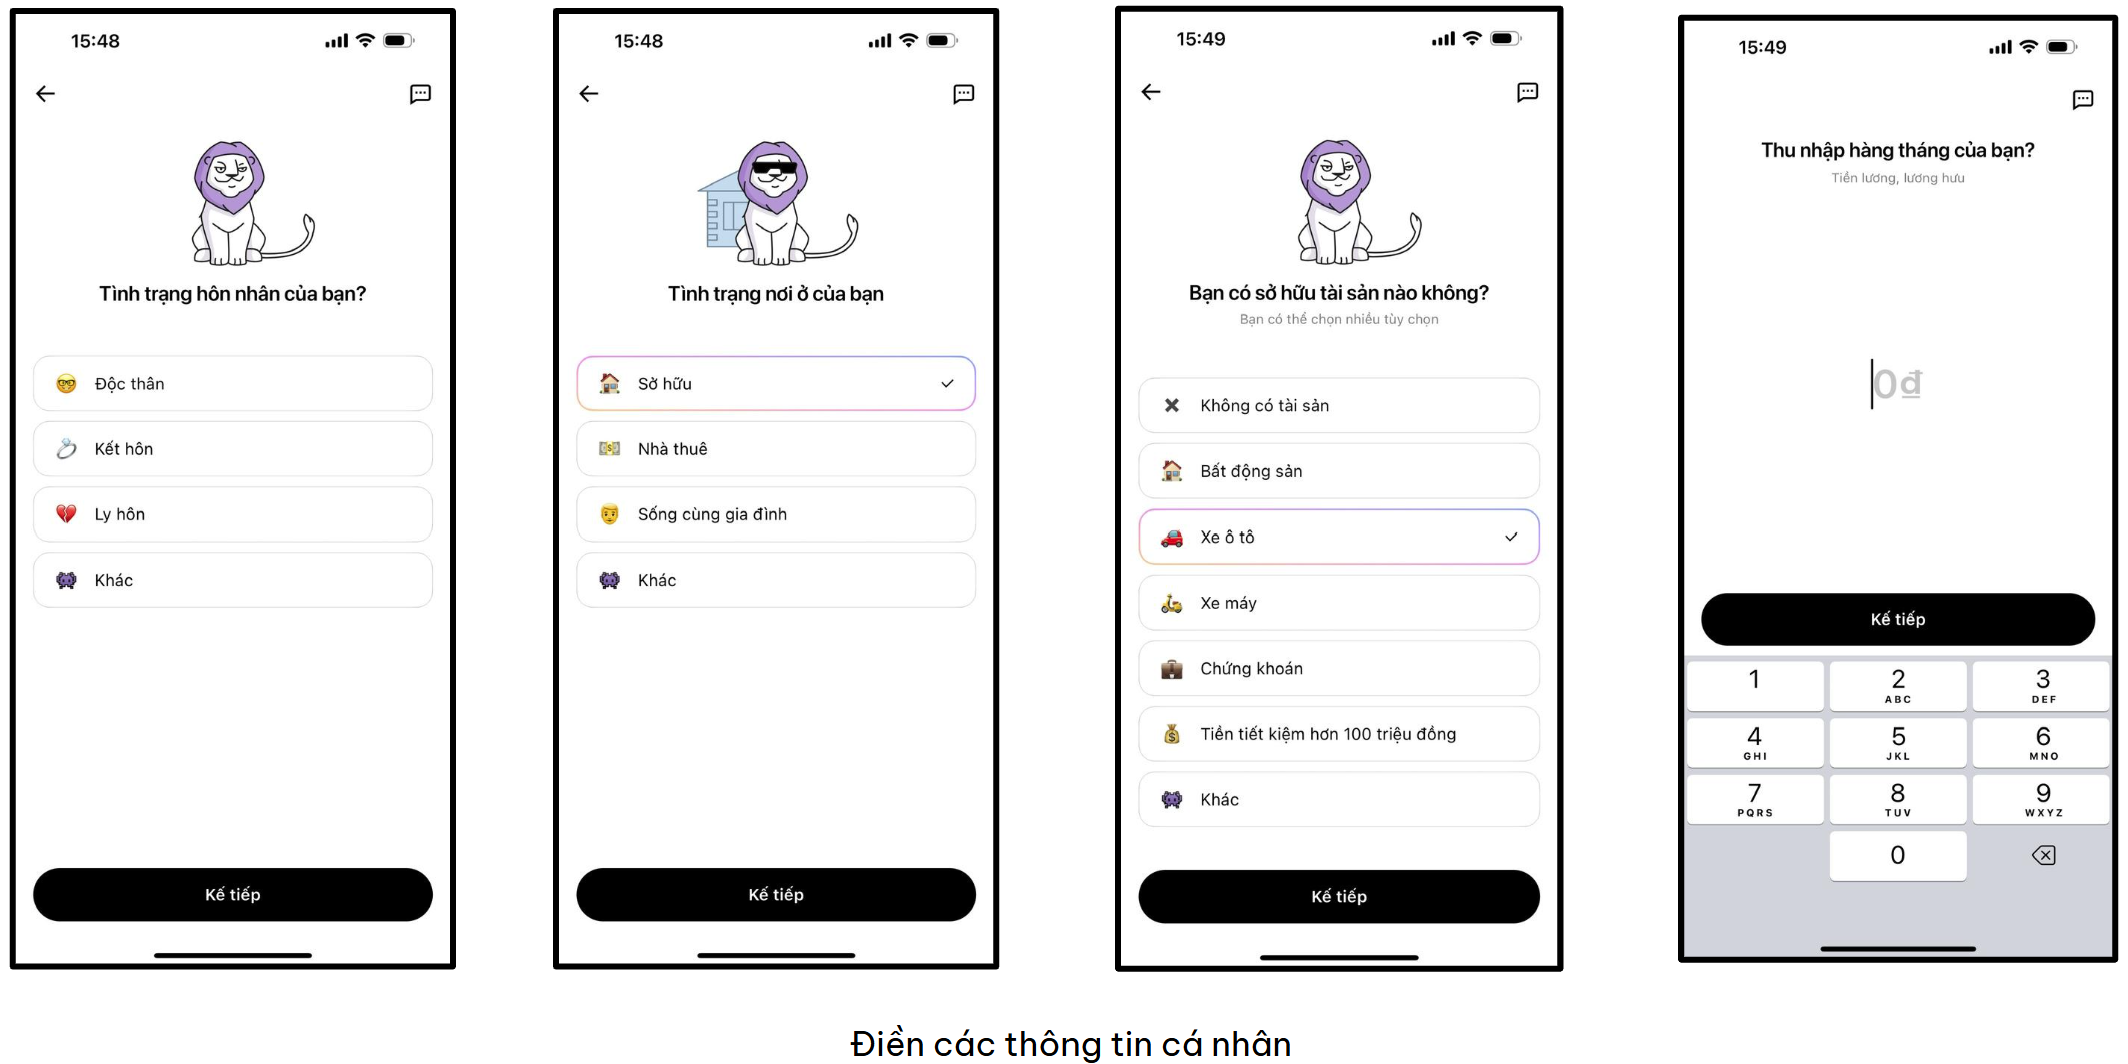 15:48
Tình trạng hôn nhân của bạn?
Độc thân
Kết hôn
Ly hôn
Khác
Kế tiếp
15:48
Tình trạng nơi ở của bạn
Sở hữu
Nhà thuê
Sống cùng gia đình
Khác
Kế tiếp
15:49
Bạn có sở hữu tài sản nào không?
Bạn có thể chọn nhiều tùy chọn
Không có tài sản
Bất động sản
Xe ô tô
Xe máy
Chứng khoán
Tiền tiết kiệm hơn 100 triệu đồng
Khác
Kế tiếp
15:49
Thu nhập hàng tháng của bạn?
Tiền lương, lương hưu
0₫
Kế tiếp
1
2
ABC
3
DEF
4
GHI
5
JKL
6
MNO
7
PQRS
8
TUV
9
WXYZ
0
Điền các thông tin cá nhân